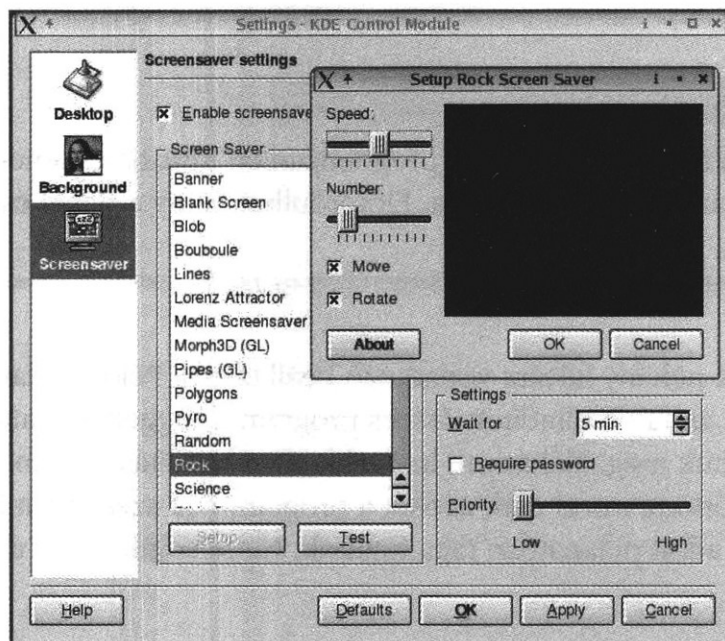 Settings - KDE Control Module
Desktop
Background
Screensaver
Screensaver settings
Enable screensave
Screen Saver
Banner
Blank Screen
Blob
Bouboule
Lines
Lorenz Attractor
Media Screensaver
Morph3D (GL)
Pipes (GL)
Polygons
Pyro
Random
Rock
Science
Setup...
Test
Setup Rock Screen Saver
Speed:
Number:
Move
Rotate
About
OK
Cancel
Settings
Wait for
5 min.
Require password
Priority
Low
High
Help
Defaults
OK
Apply
Cancel